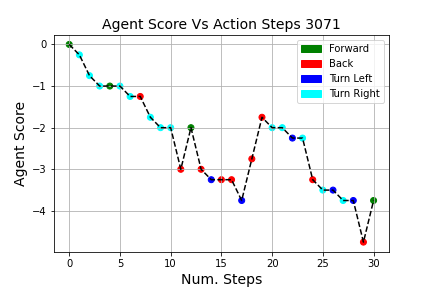 Agent Score Vs Action Steps 3071
Forward
Back
Turn Left
Turn Right
Agent Score
0
−1
−2
−3
−4
0 5 10 15 20 25 30
Num. Steps